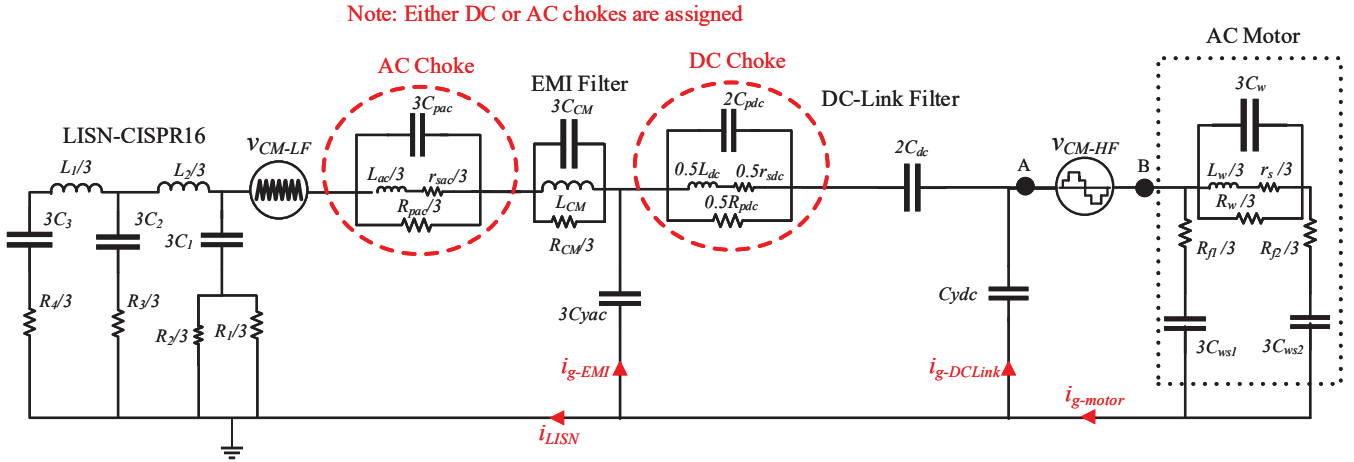 Note: Either DC or AC chokes are assigned
AC Motor
AC Choke
DC Choke
EMI Filter
DC-Link Filter
LISN-CISPR16
3C_w
3C_pac
3C_CM
2C_pdc
v_CM-LF
v_CM-HF
2C_dc
L_1/3
L_2/3
L_ac/3
r_sac/3
0.5L_dc
0.5r_sdc
A
B
L_w/3
r_s/3
R_pac/3
L_CM
0.5R_pdc
R_w/3
3C_3
3C_2
3C_1
R_CM/3
R_f1/3
R_f2/3
R_4/3
R_3/3
R_2/3
R_1/3
3Cyac
Cydc
3C_ws1
3C_ws2
i_g-EMI
i_g-DCLink
i_g-motor
i_LISN